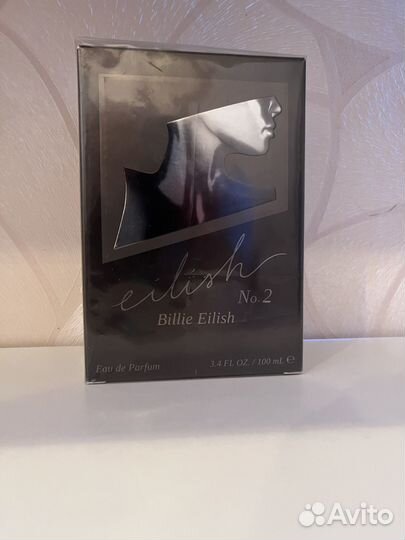 eilish
No. 2
Billie Eilish
Eau de Parfum
3.4 FL OZ. / 100 mL ℮
Avito